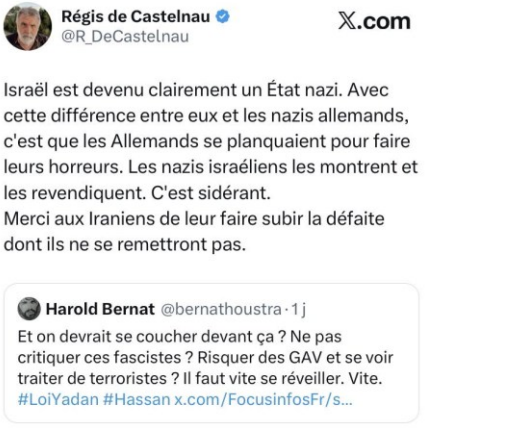 Régis de Castelnau
X.com
@R_DeCastelnau
Israël est devenu clairement un État nazi. Avec
cette différence entre eux et les nazis allemands,
c'est que les Allemands se planquaient pour faire
leurs horreurs. Les nazis israéliens les montrent et
les revendiquent. C'est sidérant.
Merci aux Iraniens de leur faire subir la défaite
dont ils ne se remettront pas.
Harold Bernat @bernathoustra · 1 j
Et on devrait se coucher devant ça ? Ne pas
critiquer ces fascistes ? Risquer des GAV et se voir
traiter de terroristes ? Il faut vite se réveiller. Vite.
#LoiYadan #Hassan x.com/FocusinfosFr/s...